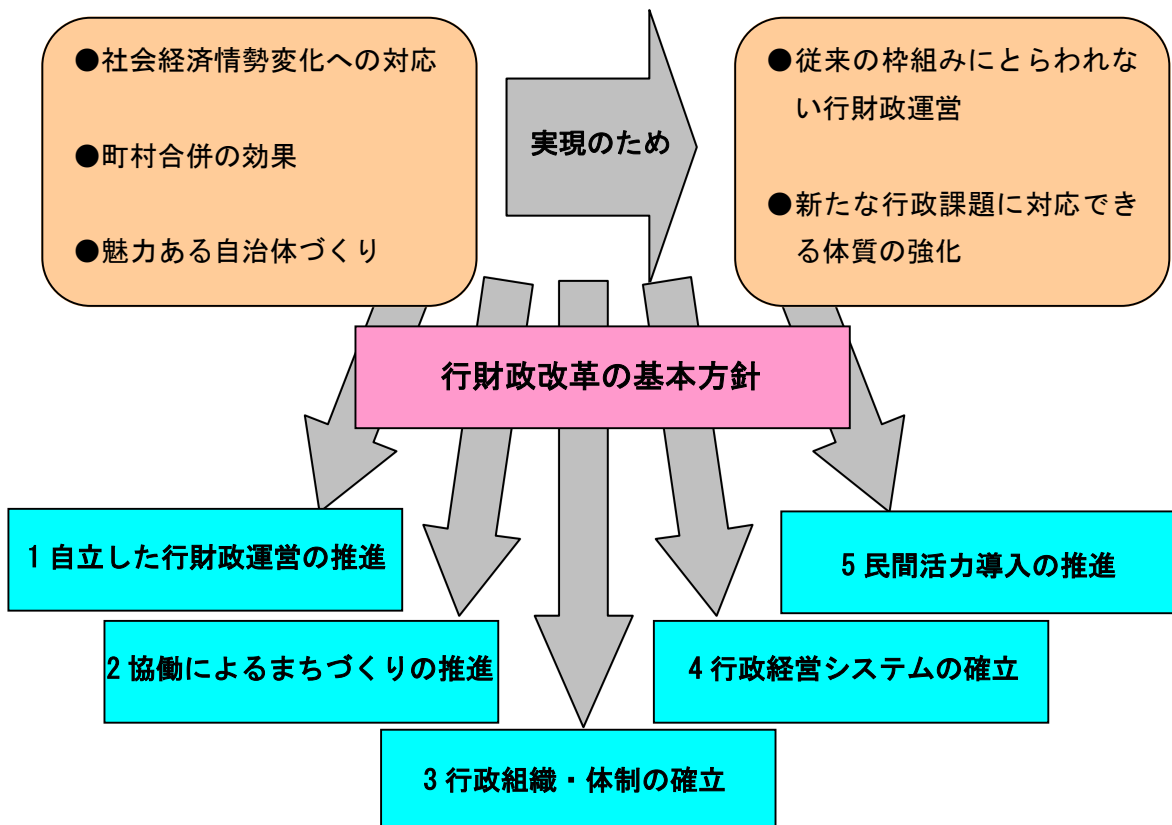 ●社会経済情勢変化への対応
●町村合併の効果
●魅力ある自治体づくり
実現のため
●従来の枠組みにとらわれな
い行財政運営
●新たな行政課題に対応でき
る体質の強化
行財政改革の基本方針
1 自立した行財政運営の推進
2 協働によるまちづくりの推進
3 行政組織・体制の確立
4 行政経営システムの確立
5 民間活力導入の推進